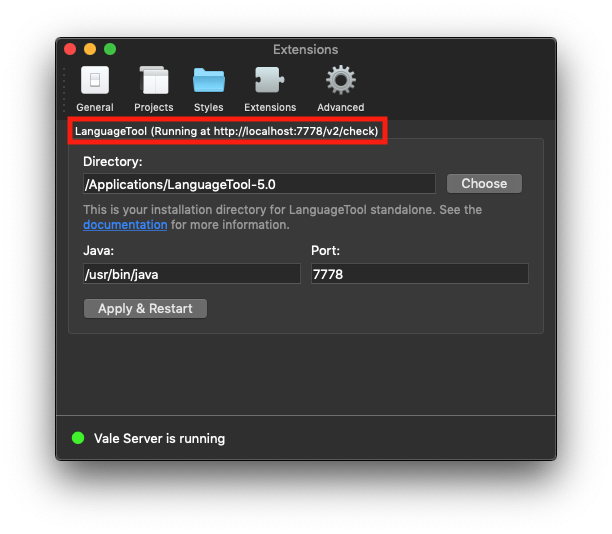 Extensions
General Projects Styles Extensions Advanced
LanguageTool (Running at http://localhost:7778/v2/check)
Directory:
/Applications/LanguageTool-5.0 Choose
This is your installation directory for LanguageTool standalone. See the
documentation for more information.
Java: Port:
/usr/bin/java 7778
Apply & Restart
Vale Server is running